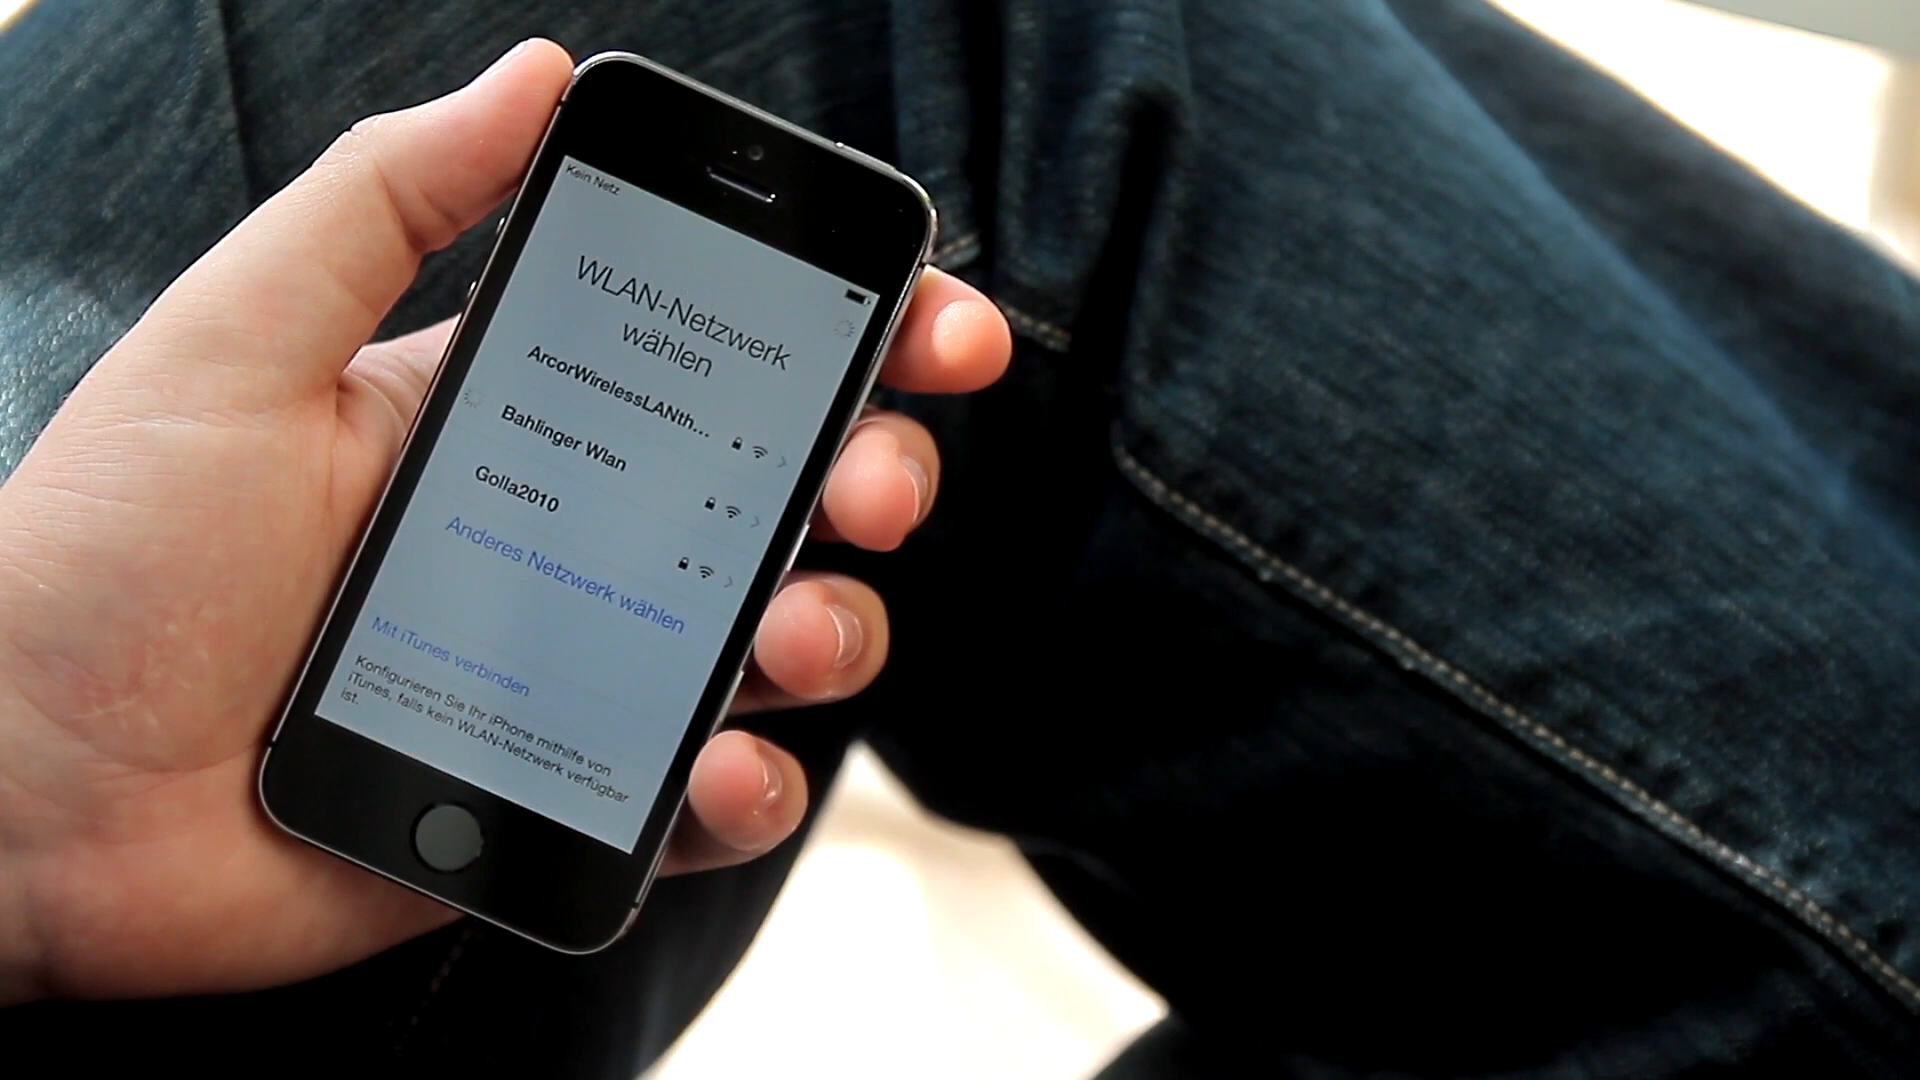 Kein Netz
WLAN-Netzwerk
wählen
ArcorWirelessLANth...
Bahlinger Wlan
Golla2010
Anderes Netzwerk wählen
Mit iTunes verbinden
Konfigurieren Sie Ihr iPhone mithilfe von
iTunes, falls kein WLAN-Netzwerk verfügbar
ist.